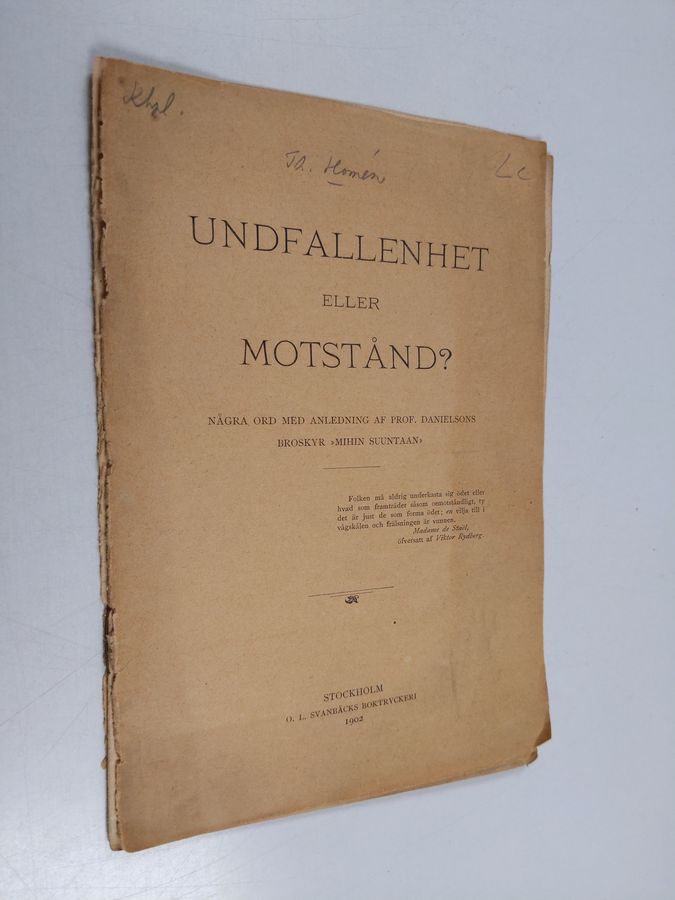 Khgl.
Th. Homén
Lc
UNDFALLENHET
ELLER
MOTSTÅND?
NÅGRA ORD MED ANLEDNING AF PROF. DANIELSONS
BROSKYR »MIHIN SUUNTAAN»
Folken må aldrig underkasta sig ödet eller
hvad som framträder såsom oemotståndligt, ty
det är just de som forma ödet; en vilja till i
vågskålen och frälsningen är vunnen.
Madame de Staël,
öfversatt af Viktor Rydberg.
STOCKHOLM
O. L. SVANBÄCKS BOKTRYCKERI
1902